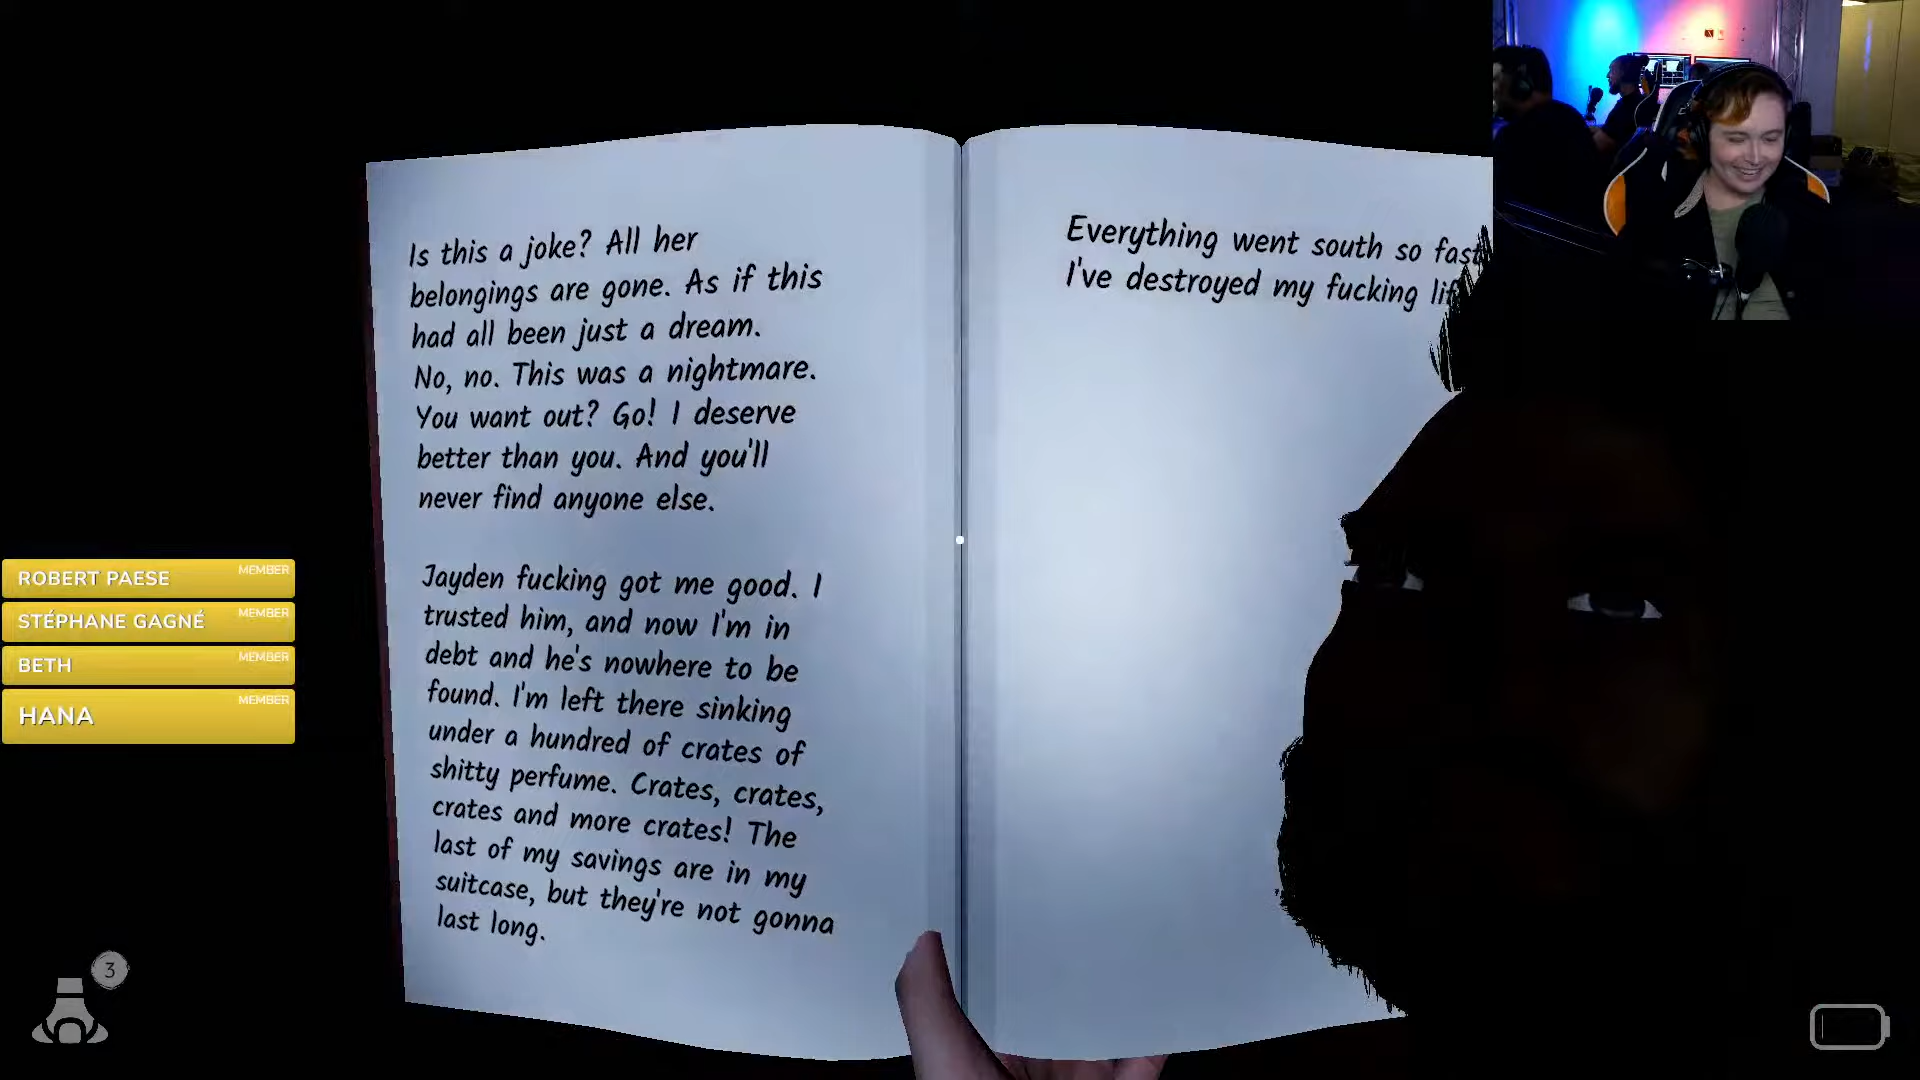 Is this a joke? All her
belongings are gone. As if this
had all been just a dream.
No, no. This was a nightmare.
You want out? Go! I deserve
better than you. And you'll
never find anyone else.
Jayden fucking got me good. I
trusted him, and now I'm in
debt and he's nowhere to be
found. I'm left there sinking
under a hundred of crates of
shitty perfume. Crates, crates,
crates and more crates! The
last of my savings are in my
suitcase, but they're not gonna
last long.
Everything went south so fast
I've destroyed my fucking
ROBERT PAESE MEMBER
STÉPHANE GAGNÉ MEMBER
BETH MEMBER
HANA MEMBER
3